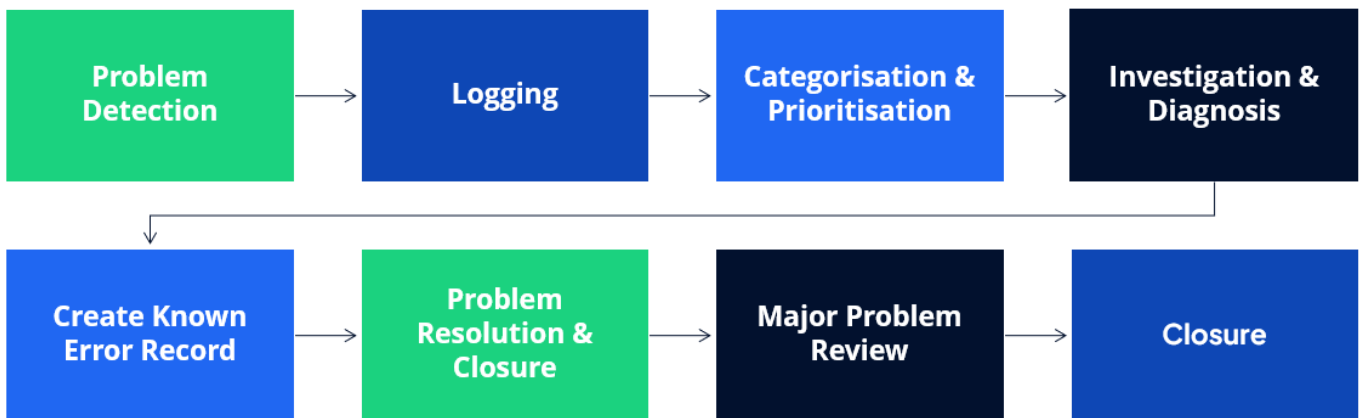 Problem
Detection
Logging
Categorisation &
Prioritisation
Investigation &
Diagnosis
Create Known
Error Record
Problem
Resolution &
Closure
Major Problem
Review
Closure